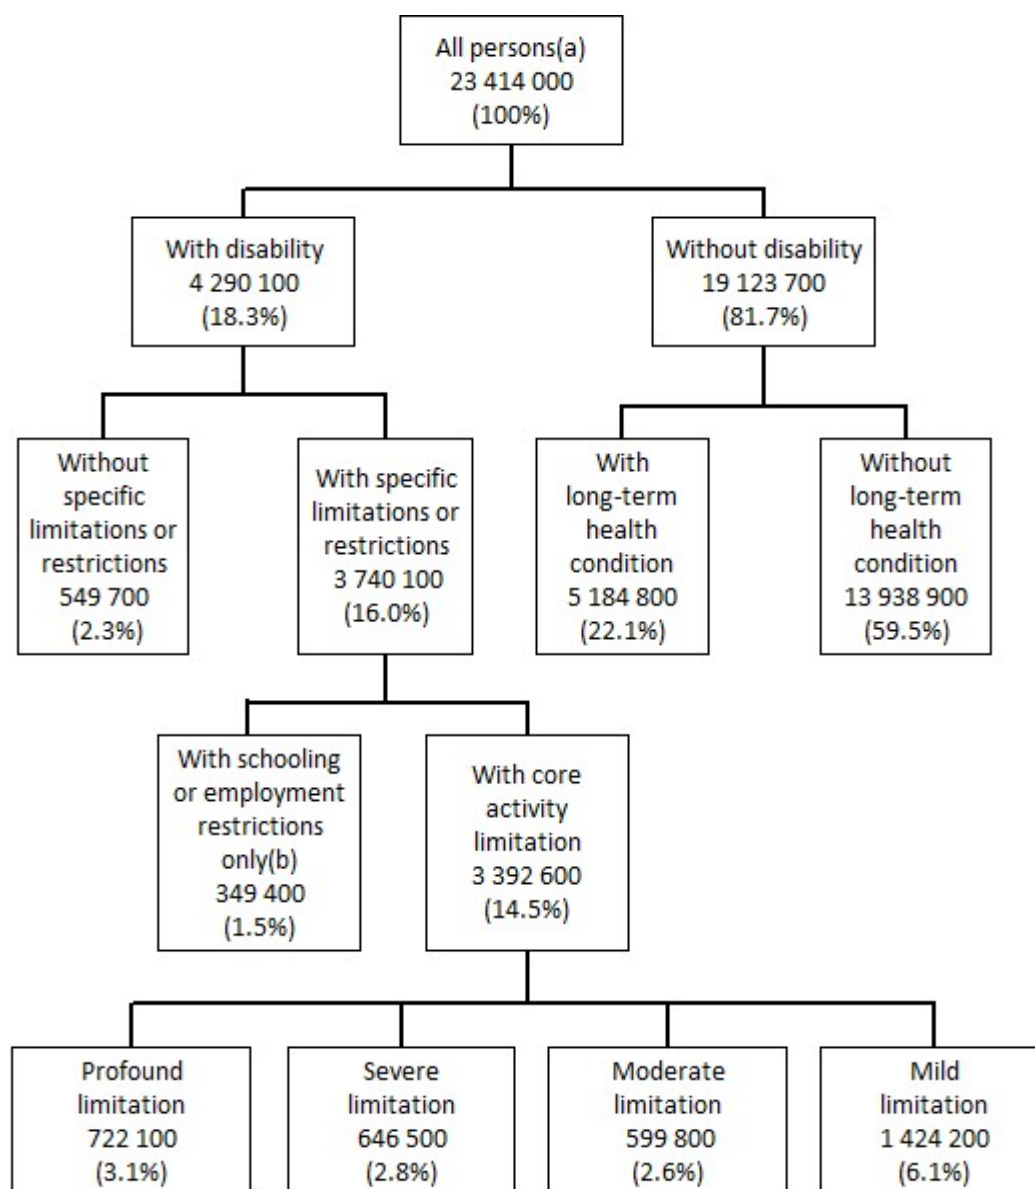 All persons(a)
23 414 000
(100%)
With disability
4 290 100
(18.3%)
Without disability
19 123 700
(81.7%)
Without
specific
limitations or
restrictions
549 700
(2.3%)
With specific
limitations or
restrictions
3 740 100
(16.0%)
With
long-term
health
condition
5 184 800
(22.1%)
Without
long-term
health
condition
13 938 900
(59.5%)
With schooling
or employment
restrictions
only(b)
349 400
(1.5%)
With core
activity
limitation
3 392 600
(14.5%)
Profound
limitation
722 100
(3.1%)
Severe
limitation
646 500
(2.8%)
Moderate
limitation
599 800
(2.6%)
Mild
limitation
1 424 200
(6.1%)